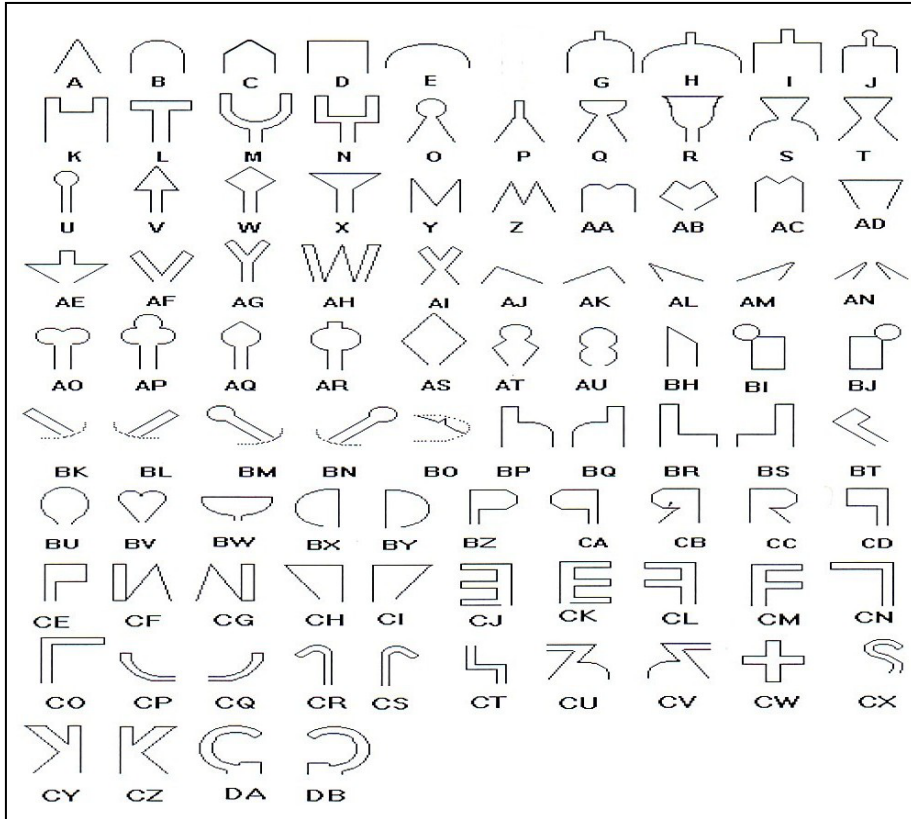 A B C D E G H I J
K L M N O P Q R S T
U V W X Y Z AA AB AC AD
AE AF AG AH AI AJ AK AL AM AN
AO AP AQ AR AS AT AU BH BI BJ
BK BL BM BN BO BP BQ BR BS BT
BU BV BW BX BY BZ CA CB CC CD
CE CF CG CH CI CJ CK CL CM CN
CO CP CQ CR CS CT CU CV CW CX
CY CZ DA DB